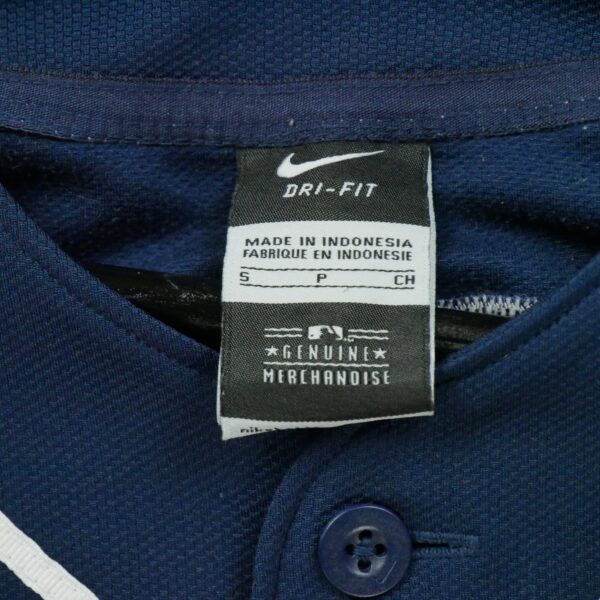 DRI-FIT
MADE IN INDONESIA
FABRIQUE EN INDONESIE
S P CH
GENUINE
MERCHANDISE